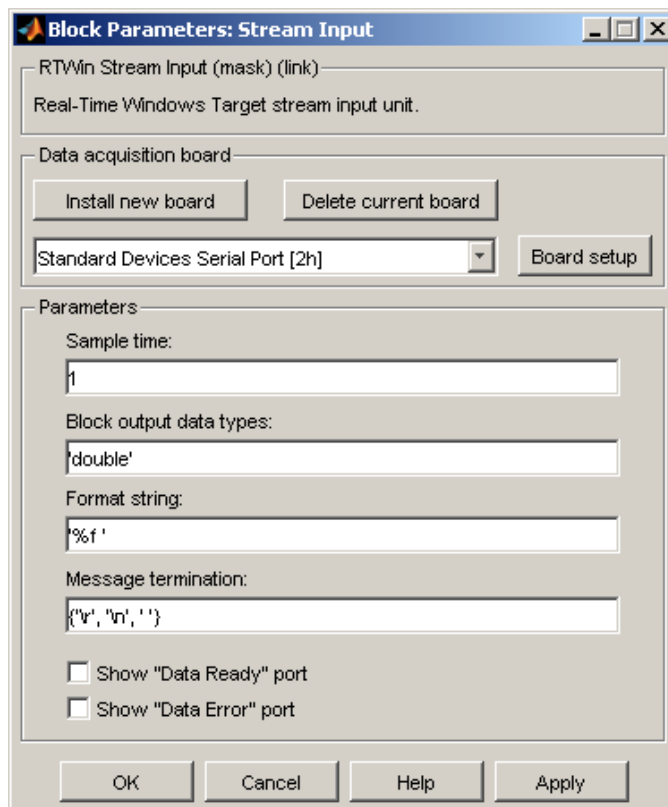 Block Parameters: Stream Input
RTWin Stream Input (mask) (link)
Real-Time Windows Target stream input unit.
Data acquisition board
Install new board
Delete current board
Standard Devices Serial Port [2h]
Board setup
Parameters
Sample time:
1
Block output data types:
'double'
Format string:
'%f '
Message termination:
{'\r', '\n', ' '}
Show "Data Ready" port
Show "Data Error" port
OK
Cancel
Help
Apply